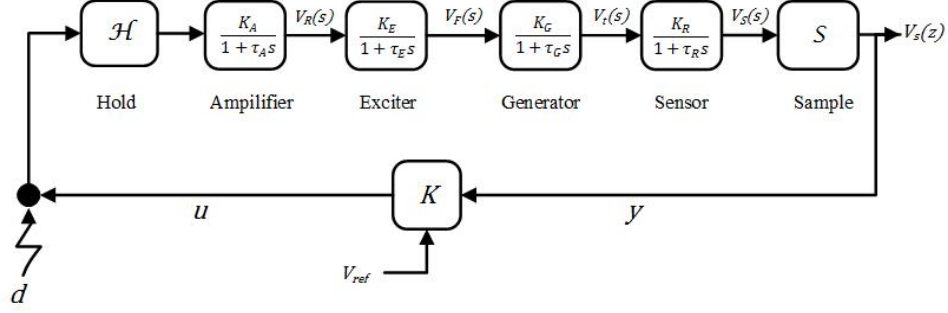 V_R(s) V_F(s) V_t(s) V_S(s)
ℋ K_A / 1 + τ_A s K_E / 1 + τ_E s K_G / 1 + τ_G s K_R / 1 + τ_R s S V_s(z)
Hold Ampilifier Exciter Generator Sensor Sample
K
u y
V_ref
d